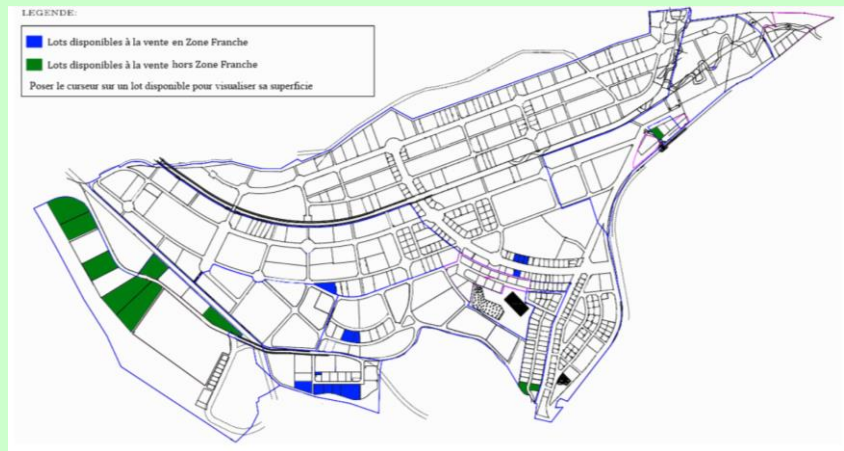 LEGENDE:
Lots disponibles à la vente en Zone Franche
Lots disponibles à la vente hors Zone Franche
Poser le curseur sur un lot disponible pour visualiser sa superficie